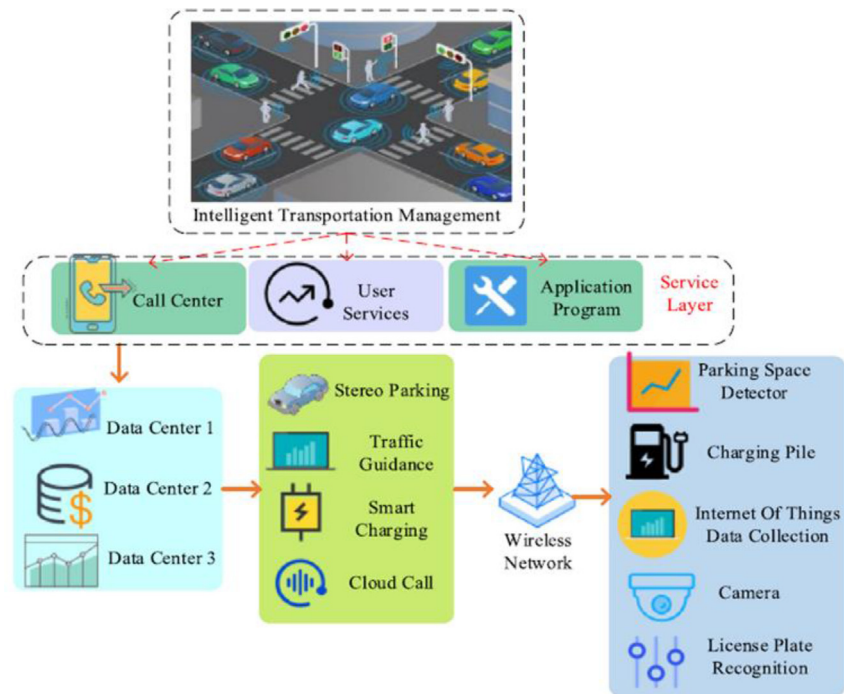 Intelligent Transportation Management
Call Center
User
Services
Application
Program
Service
Layer
Data Center 1
Data Center 2
Data Center 3
Stereo Parking
Traffic
Guidance
Smart
Charging
Cloud Call
Wireless
Network
Parking Space
Detector
Charging Pile
Internet Of Things
Data Collection
Camera
License Plate
Recognition